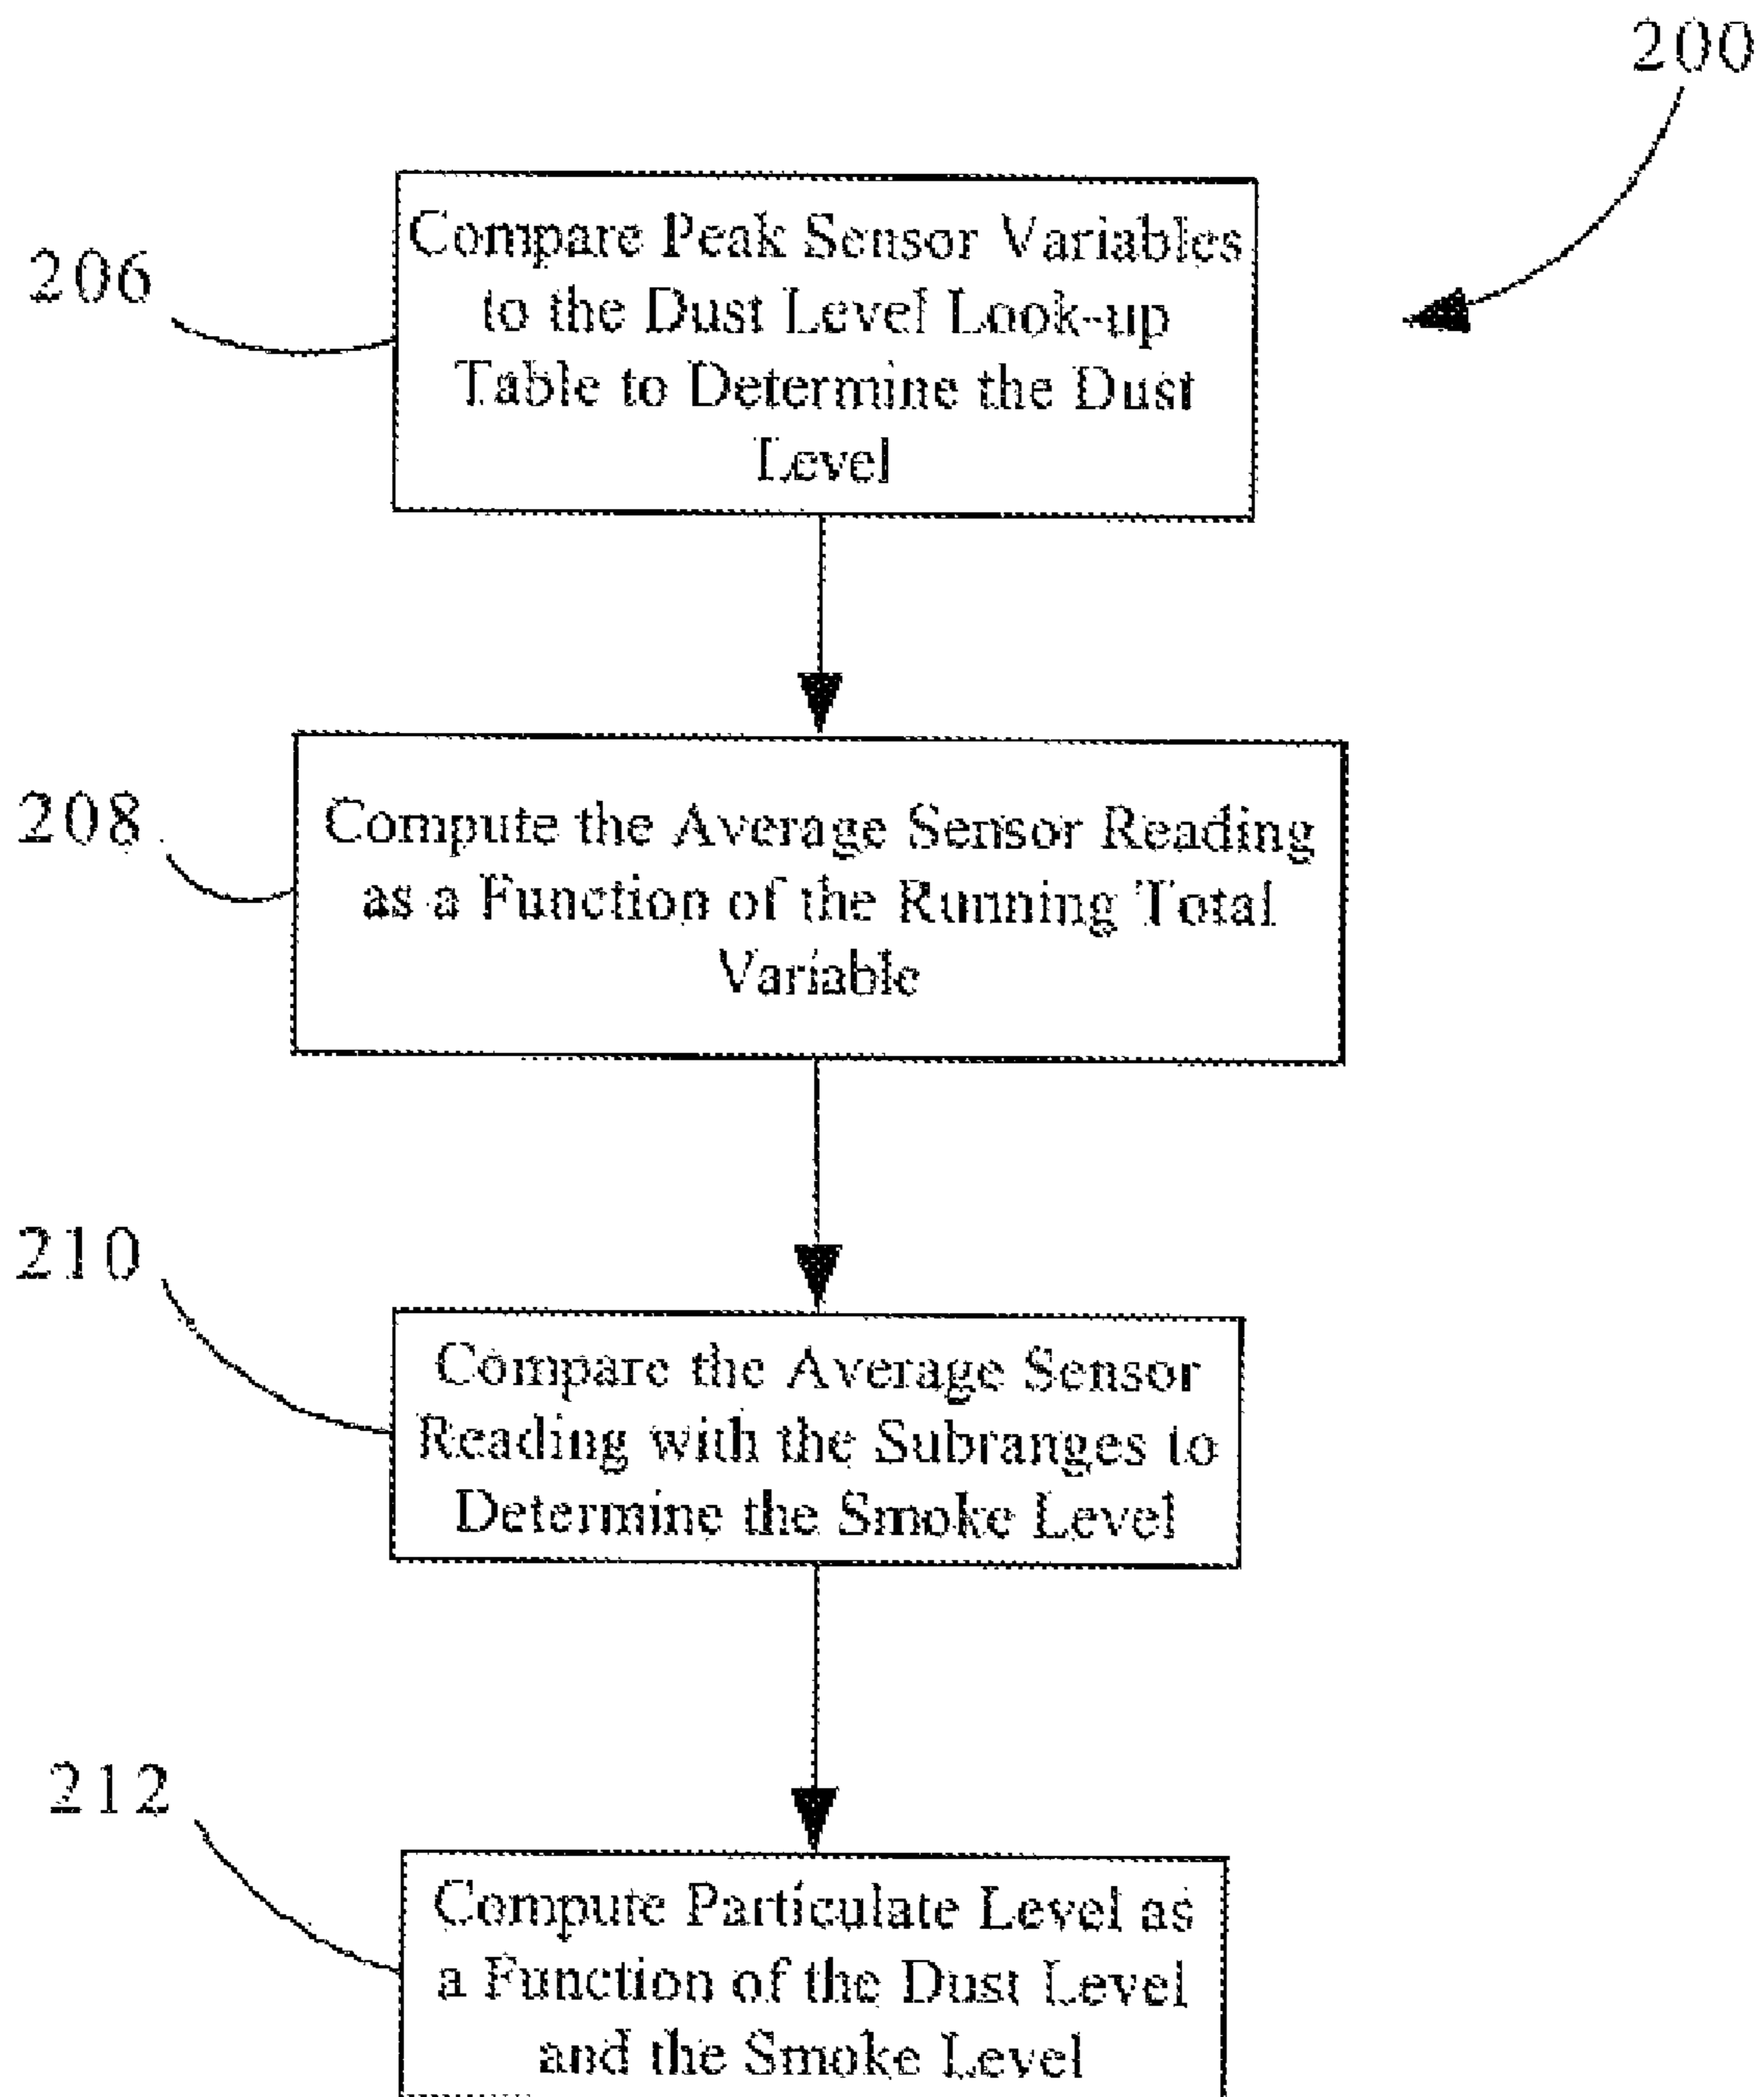 200
206
Compare Peak Sensor Variables
to the Dust Level Look-up
Table to Determine the Dust
Level
208
Compute the Average Sensor Reading
as a Function of the Running Total
Variable
210
Compare the Average Sensor
Reading with the Subranges to
Determine the Smoke Level
212
Compute Particulate Level as
a Function of the Dust Level
and the Smoke Level